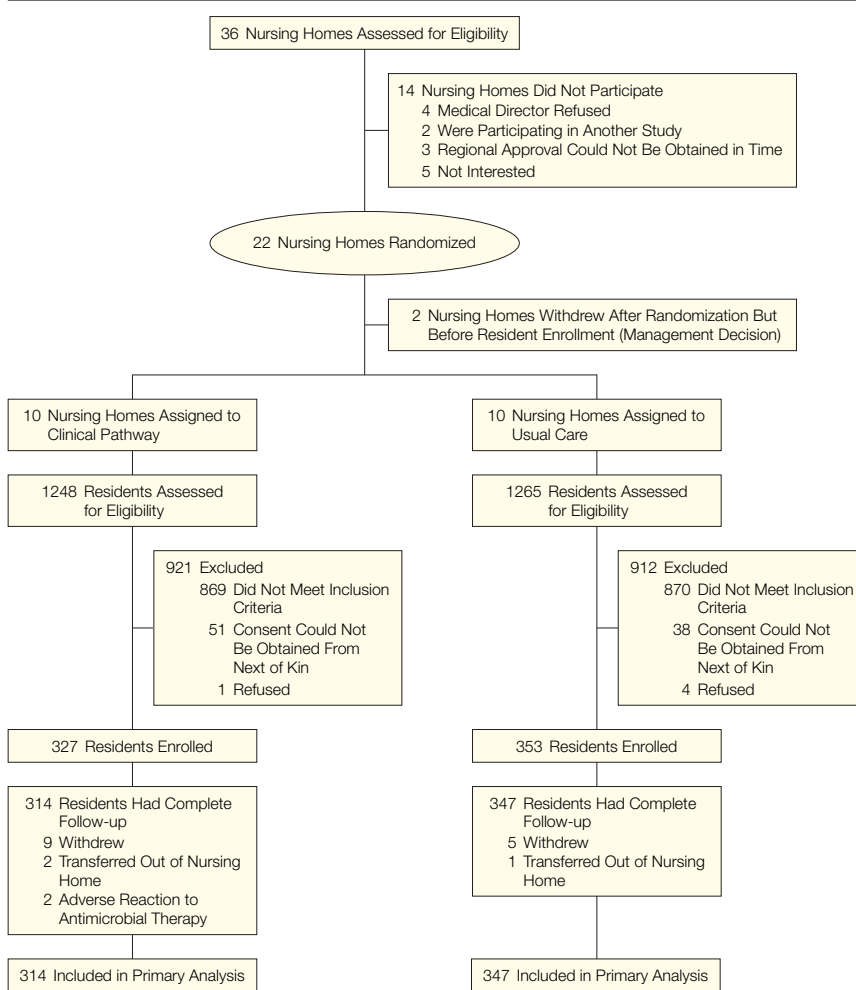 36 Nursing Homes Assessed for Eligibility
14 Nursing Homes Did Not Participate
4 Medical Director Refused
2 Were Participating in Another Study
3 Regional Approval Could Not Be Obtained in Time
5 Not Interested
22 Nursing Homes Randomized
2 Nursing Homes Withdrew After Randomization But
Before Resident Enrollment (Management Decision)
10 Nursing Homes Assigned to
Clinical Pathway
1248 Residents Assessed
for Eligibility
921 Excluded
869 Did Not Meet Inclusion
Criteria
51 Consent Could Not
Be Obtained From
Next of Kin
1 Refused
327 Residents Enrolled
314 Residents Had Complete
Follow-up
9 Withdrew
2 Transferred Out of Nursing
Home
2 Adverse Reaction to
Antimicrobial Therapy
314 Included in Primary Analysis
10 Nursing Homes Assigned to
Usual Care
1265 Residents Assessed
for Eligibility
912 Excluded
870 Did Not Meet Inclusion
Criteria
38 Consent Could Not
Be Obtained From
Next of Kin
4 Refused
353 Residents Enrolled
347 Residents Had Complete
Follow-up
5 Withdrew
1 Transferred Out of Nursing
Home
347 Included in Primary Analysis